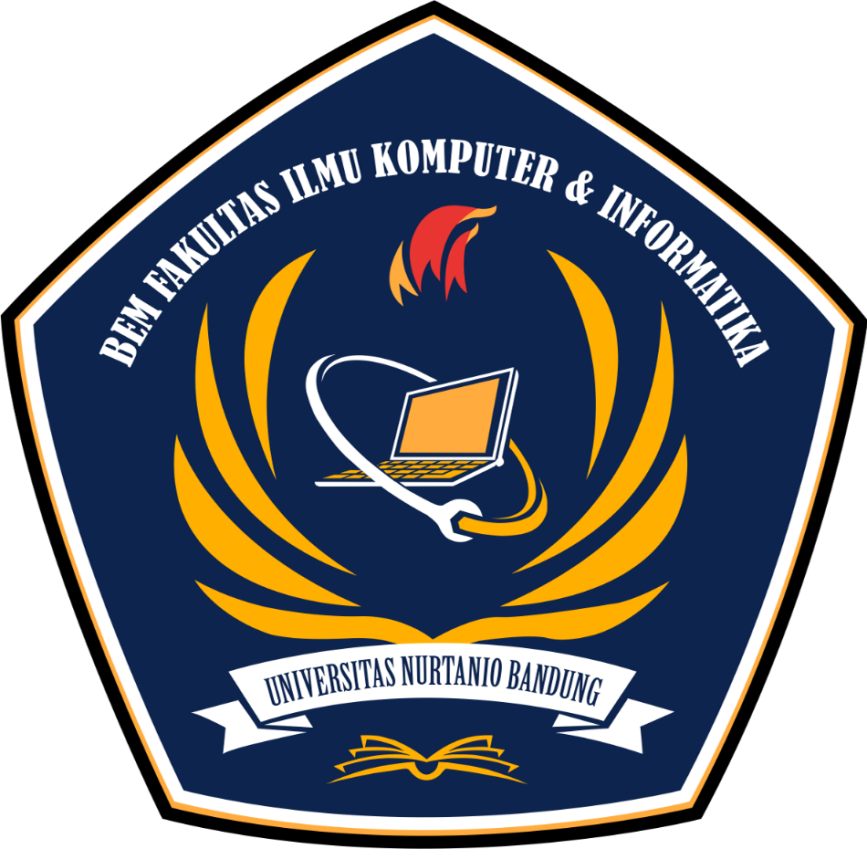 BEM FAKULTAS ILMU KOMPUTER & INFORMATIKA
UNIVERSITAS NURTANIO BANDUNG